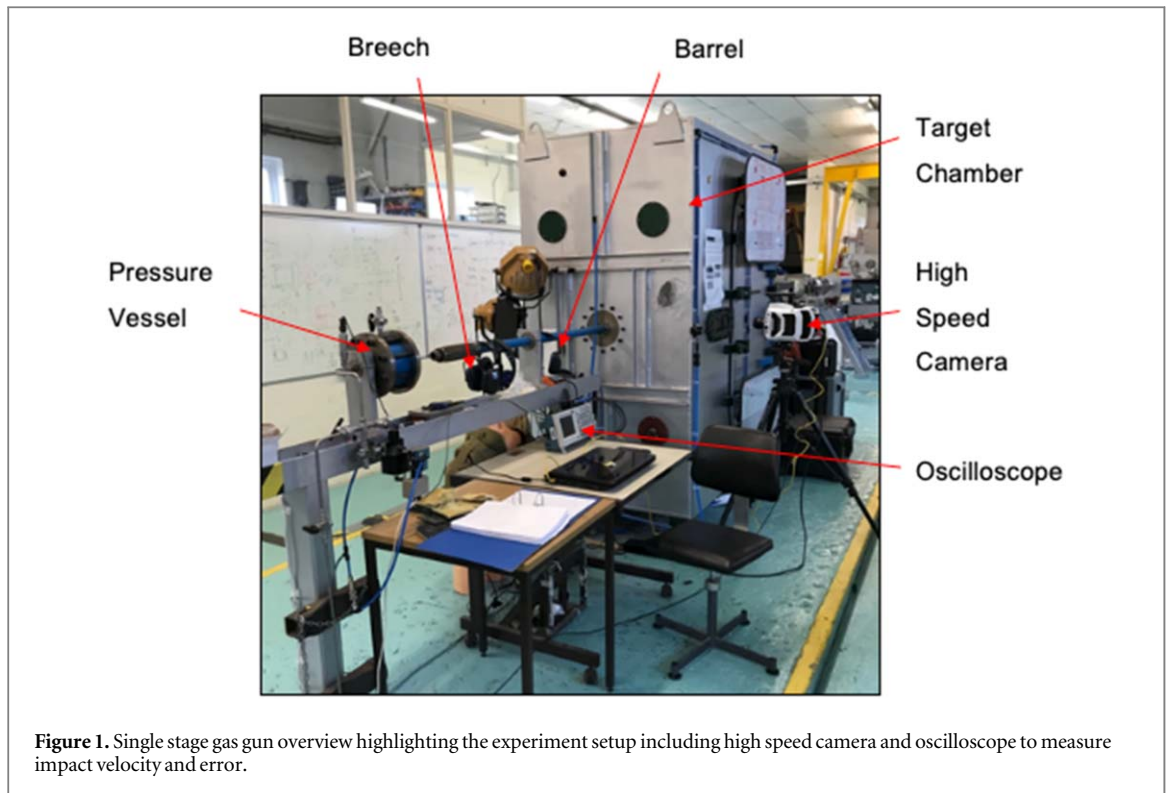 Breech
Barrel
Target
Chamber
Pressure
Vessel
High
Speed
Camera
Oscilloscope
Figure 1. Single stage gas gun overview highlighting the experiment setup including high speed camera and oscilloscope to measure
impact velocity and error.